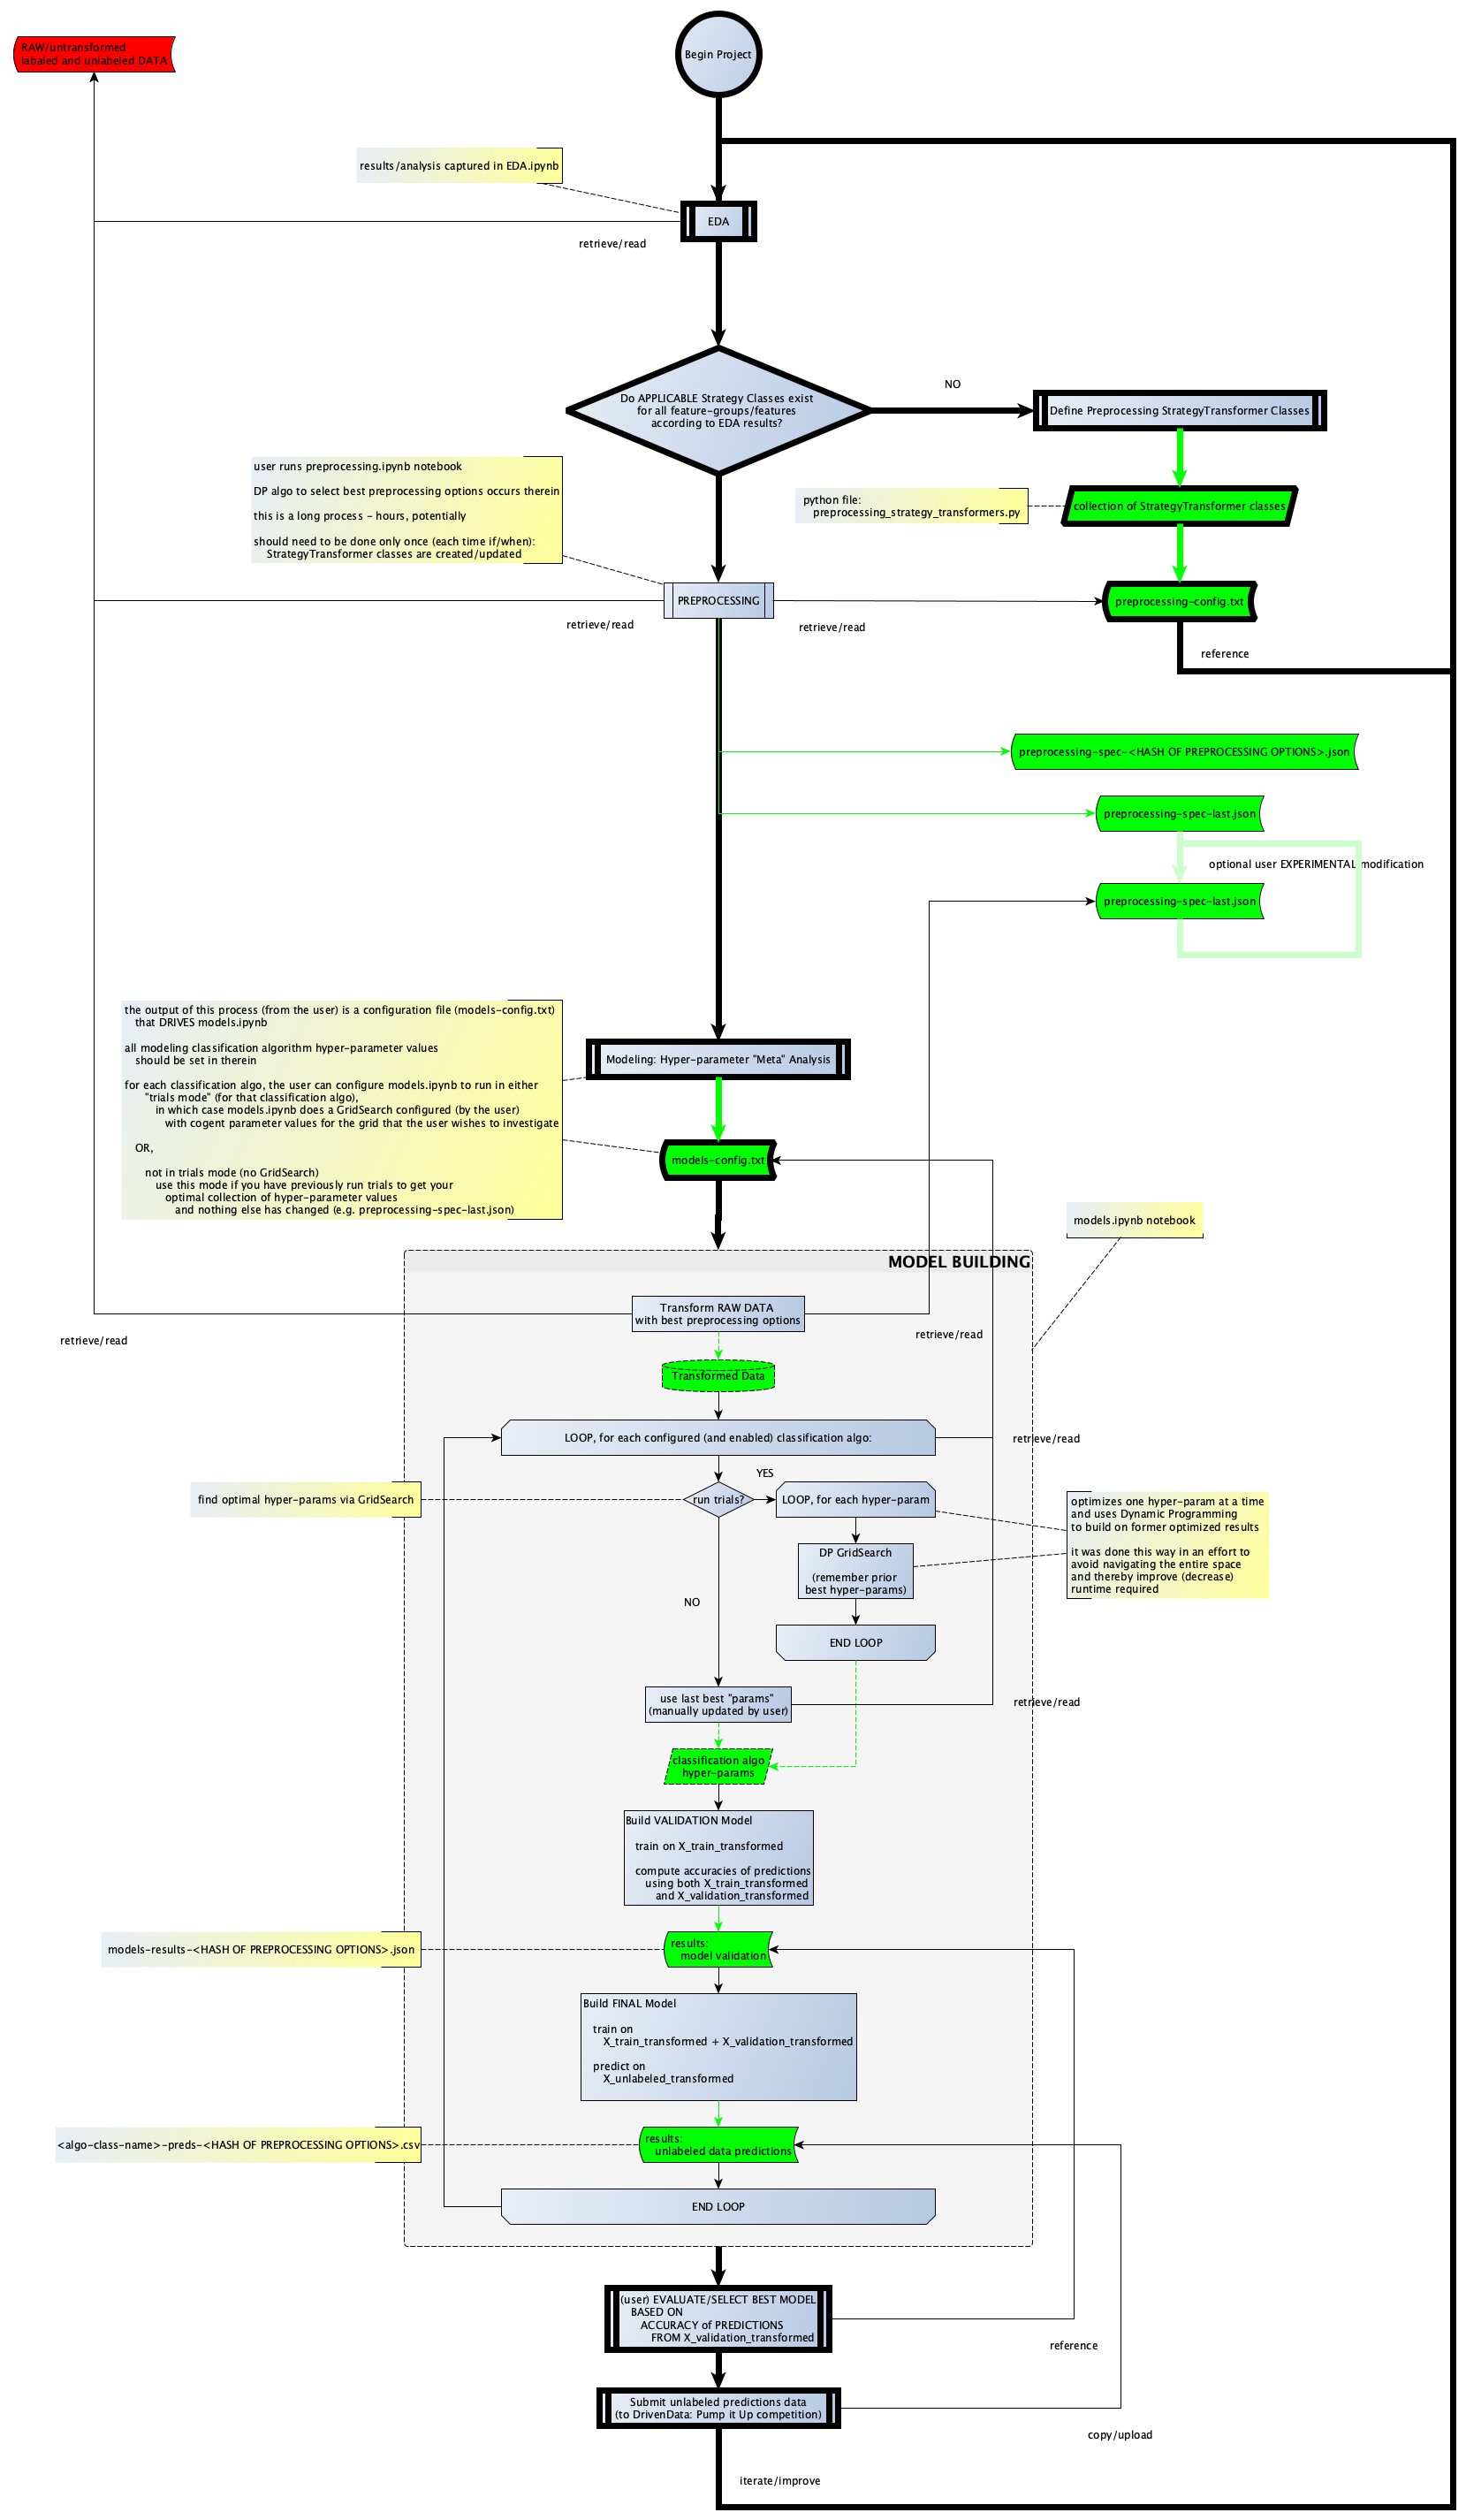 RAW/untransformed
labaled and unlabeled DATA
Begin Project
results/analysis captured in EDA.ipynb
EDA
retrieve/read
Do APPLICABLE Strategy Classes exist
for all feature-groups/features
according to EDA results?
NO
Define Preprocessing StrategyTransformer Classes
user runs preprocessing.ipynb notebook
DP algo to select best preprocessing options occurs therein
this is a long process - hours, potentially
should need to be done only once (each time if/when):
StrategyTransformer classes are created/updated
python file:
preprocessing_strategy_transformers.py
collection of StrategyTransformer classes
PREPROCESSING
preprocessing-config.txt
retrieve/read
retrieve/read
reference
preprocessing-spec-<HASH OF PREPROCESSING OPTIONS>.json
preprocessing-spec-last.json
optional user EXPERIMENTAL modification
preprocessing-spec-last.json
the output of this process (from the user) is a configuration file (models-config.txt)
that DRIVES models.ipynb
all modeling classification algorithm hyper-parameter values
should be set in therein
for each classification algo, the user can configure models.ipynb to run in either
"trials mode" (for that classification algo),
in which case models.ipynb does a GridSearch configured (by the user)
with cogent parameter values for the grid that the user wishes to investigate
OR,
not in trials mode (no GridSearch)
use this mode if you have previously run trials to get your
optimal collection of hyper-parameter values
and nothing else has changed (e.g. preprocessing-spec-last.json)
Modeling: Hyper-parameter "Meta" Analysis
models-config.txt
models.ipynb notebook
MODEL BUILDING
Transform RAW DATA
with best preprocessing options
retrieve/read
retrieve/read
Transformed Data
LOOP, for each configured (and enabled) classification algo:
retrieve/read
YES
find optimal hyper-params via GridSearch
run trials?
LOOP, for each hyper-param
optimizes one hyper-param at a time
and uses Dynamic Programming
to build on former optimized results
it was done this way in an effort to
avoid navigating the entire space
and thereby improve (decrease)
runtime required
DP GridSearch
(remember prior
best hyper-params)
NO
END LOOP
use last best "params"
(manually updated by user)
retrieve/read
classification algo
hyper-params
Build VALIDATION Model
train on X_train_transformed
compute accuracies of predictions
using both X_train_transformed
and X_validation_transformed
models-results-<HASH OF PREPROCESSING OPTIONS>.json
results:
model validation
Build FINAL Model
train on
X_train_transformed + X_validation_transformed
predict on
X_unlabeled_transformed
<algo-class-name>-preds-<HASH OF PREPROCESSING OPTIONS>.csv
results:
unlabeled data predictions
END LOOP
(user) EVALUATE/SELECT BEST MODEL
BASED ON
ACCURACY of PREDICTIONS
FROM X_validation_transformed
reference
Submit unlabeled predictions data
(to DrivenData: Pump it Up competition)
copy/upload
iterate/improve